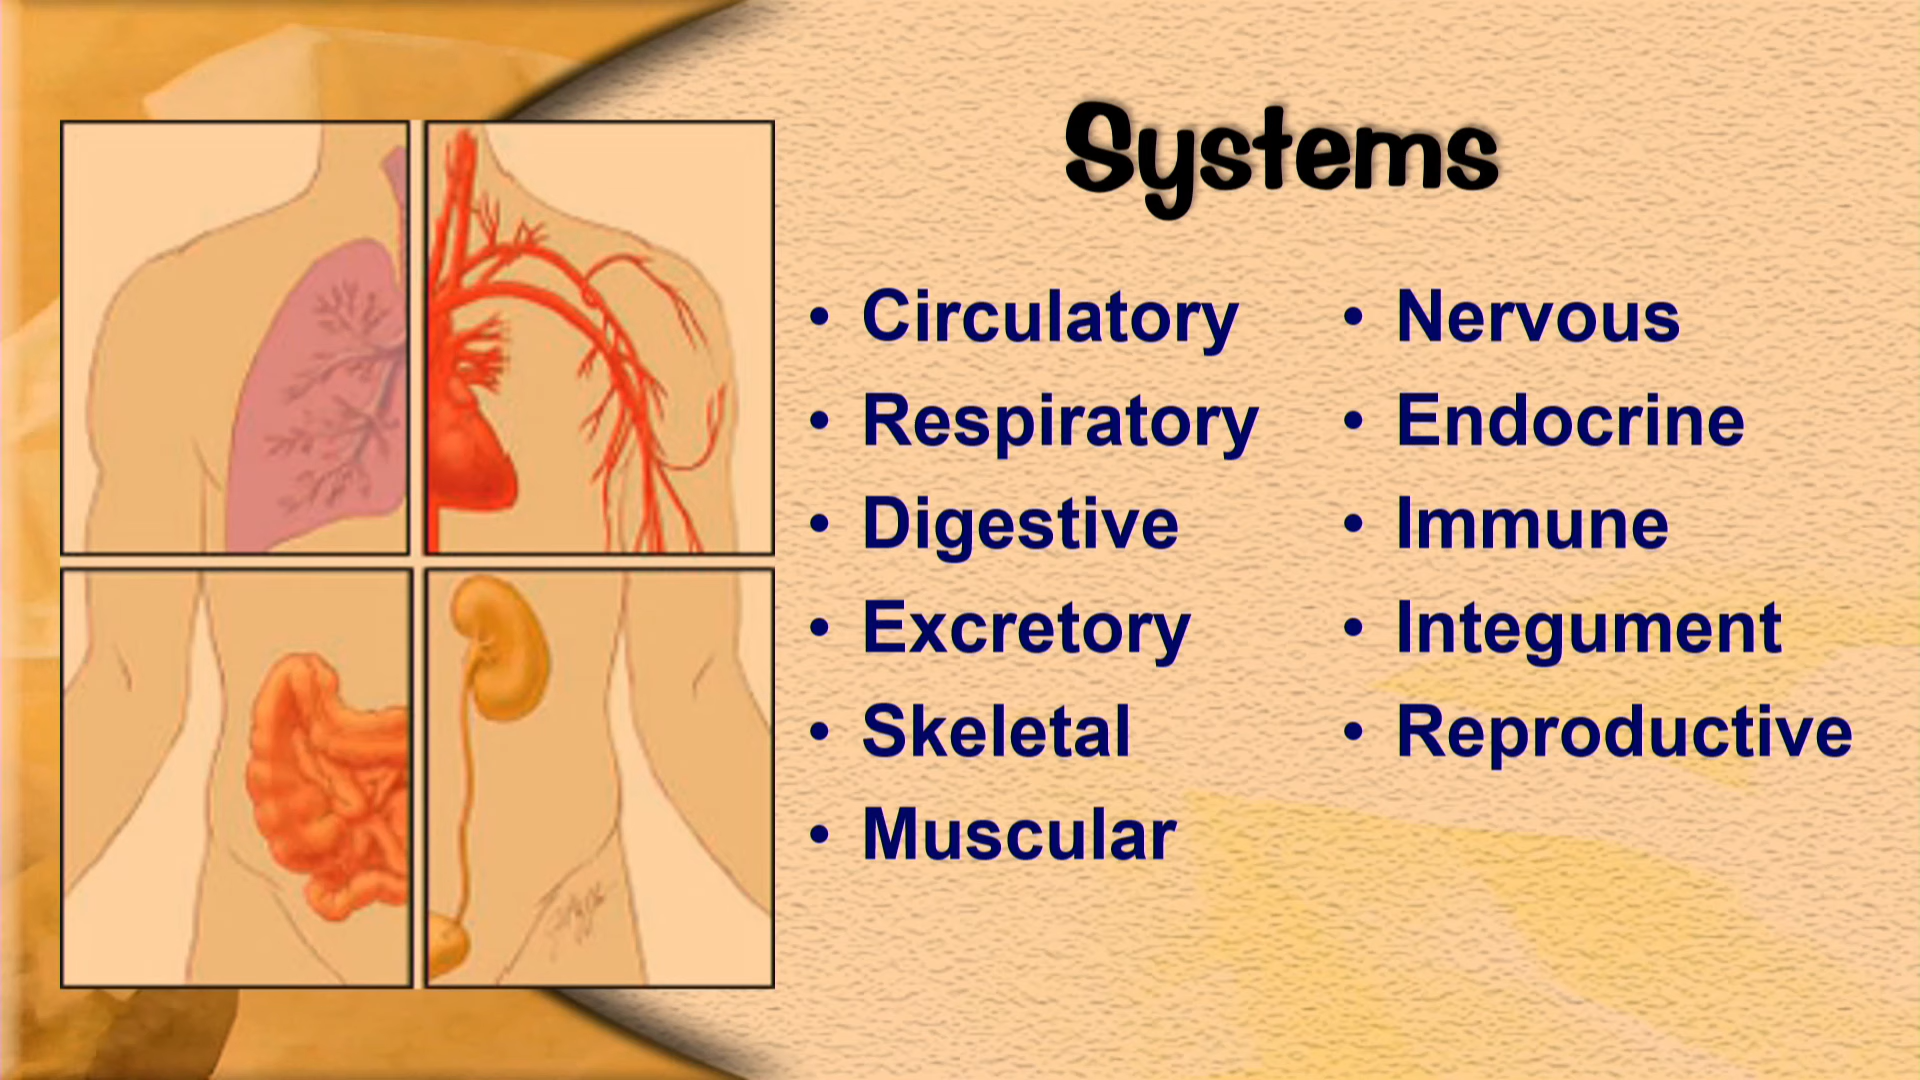 Systems
• Circulatory
• Respiratory
• Digestive
• Excretory
• Skeletal
• Muscular
• Nervous
• Endocrine
• Immune
• Integument
• Reproductive